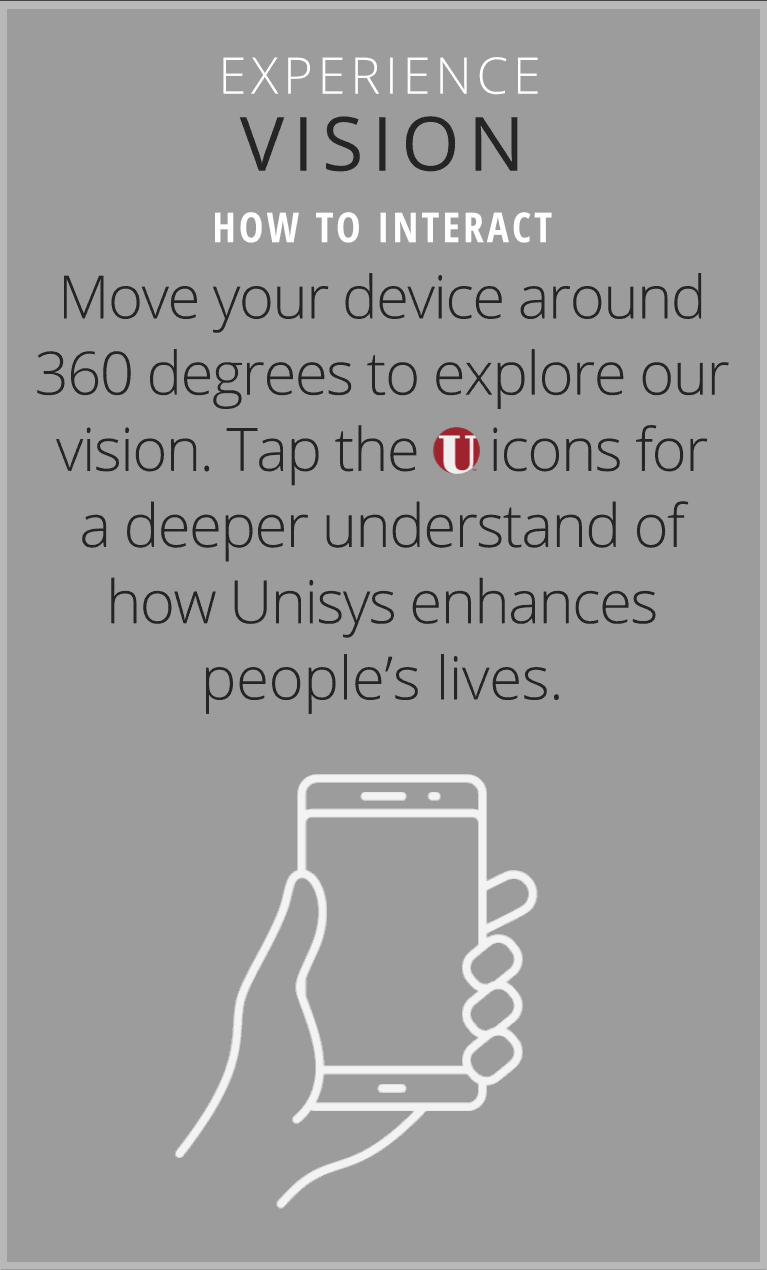 EXPERIENCE
VISION
HOW TO INTERACT
Move your device around
360 degrees to explore our
vision. Tap the U icons for
a deeper understand of
how Unisys enhances
people’s lives.